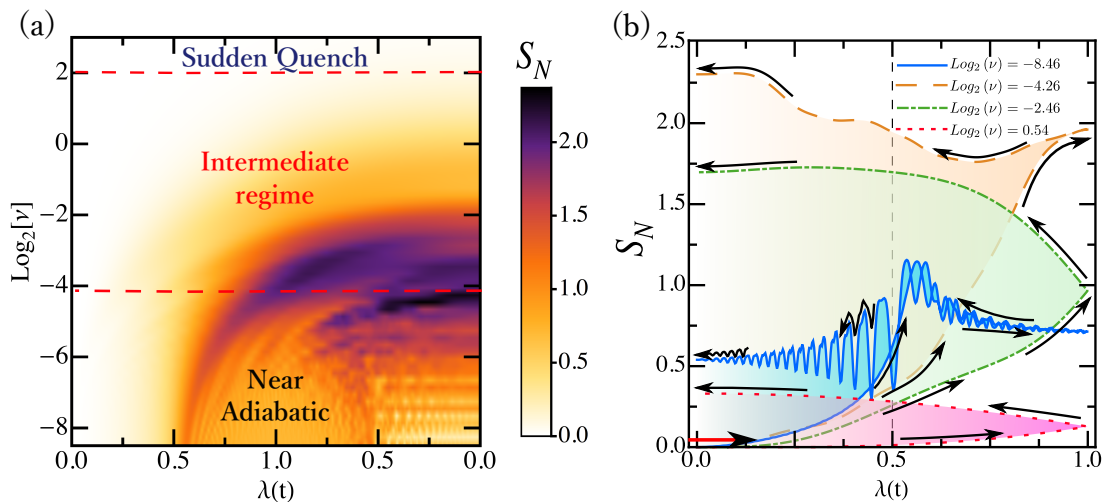 (a)
Sudden Quench
Intermediate
regime
Near
Adiabatic
Log₂[ν]
2
0
−2
−4
−6
−8
0.0
0.5
1.0
0.5
0.0
λ(t)
S_N
2.0
1.5
1.0
0.5
0.0
(b)
Log₂ (ν) = −8.46
Log₂ (ν) = −4.26
Log₂ (ν) = −2.46
Log₂ (ν) = 0.54
S_N
2.5
2.0
1.5
1.0
0.5
0.0
0.0
0.5
1.0
λ(t)